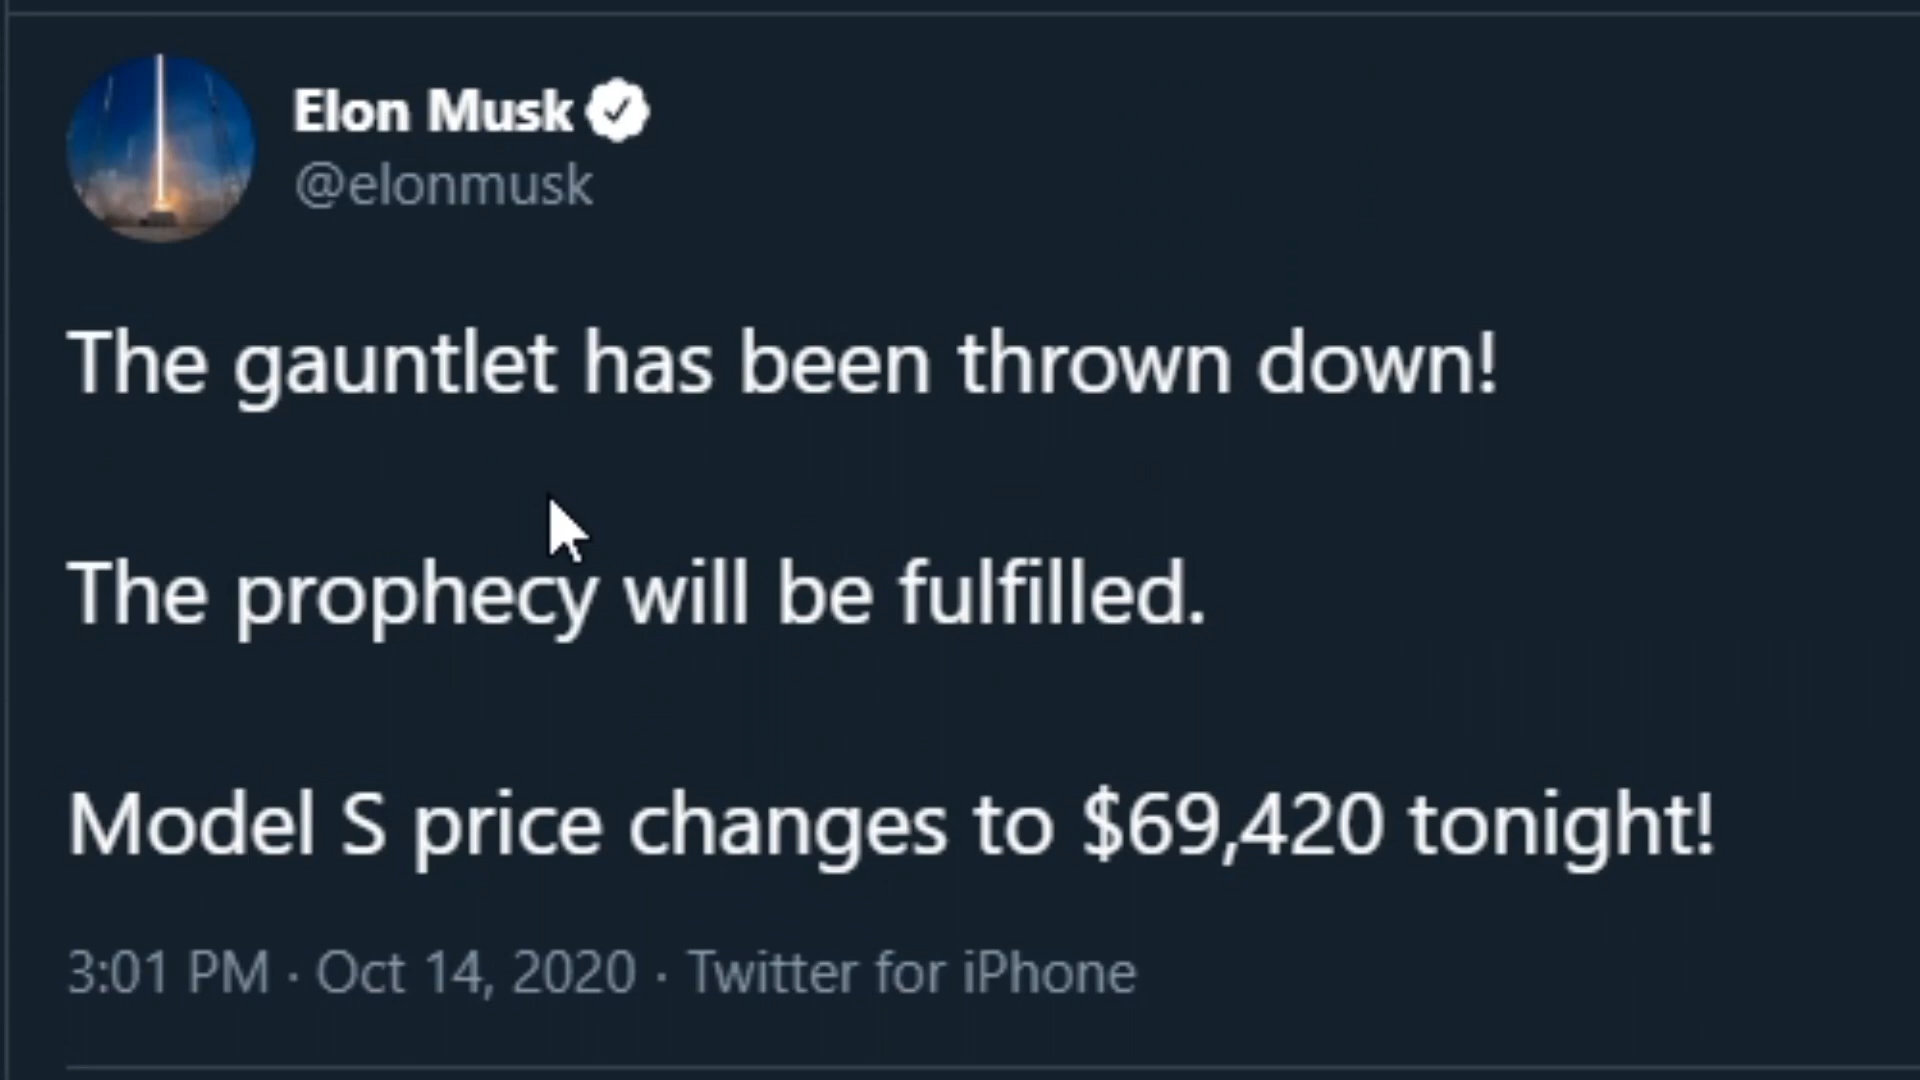 Elon Musk
@elonmusk
The gauntlet has been thrown down!
The prophecy will be fulfilled.
Model S price changes to $69,420 tonight!
3:01 PM · Oct 14, 2020 · Twitter for iPhone